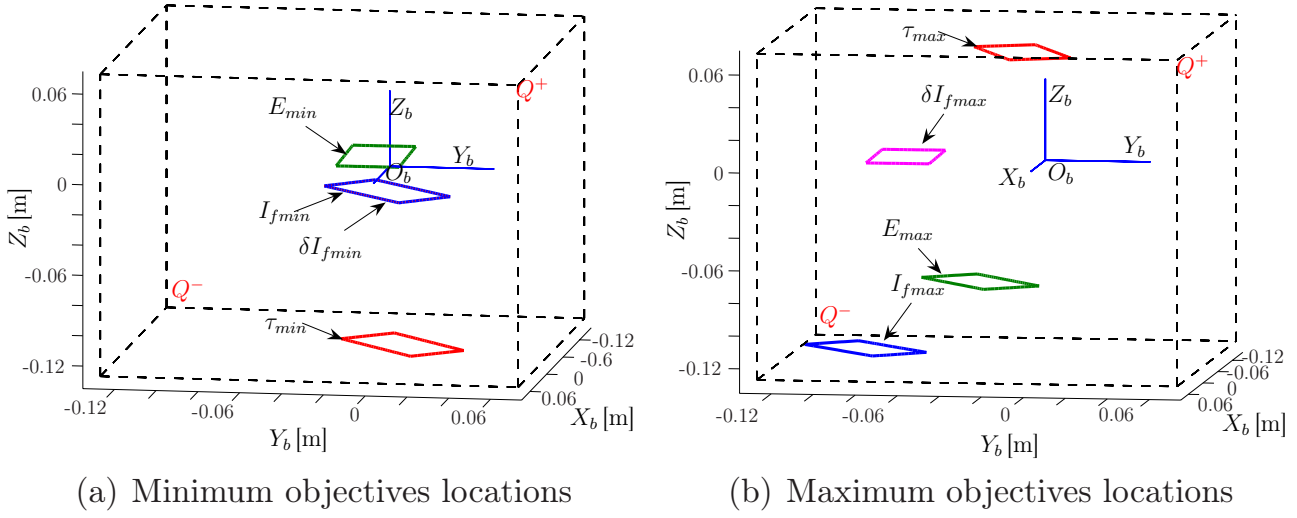 Q⁺
E_min
Z_b
0.06
Y_b
O_b
0
I_fmin
δI_fmin
Z_b [m]
-0.06
Q⁻
τ_min
-0.12
-0.12
-0.6
0
0.06
X_b [m]
-0.12
-0.06
0
0.06
Y_b [m]
(a) Minimum objectives locations
τ_max
Q⁺
0.06
δI_fmax
Z_b
Y_b
X_b
O_b
0
Z_b [m]
E_max
-0.06
I_fmax
Q⁻
-0.12
-0.12
-0.06
0
0.06
X_b [m]
-0.12
-0.06
0
0.06
Y_b [m]
(b) Maximum objectives locations